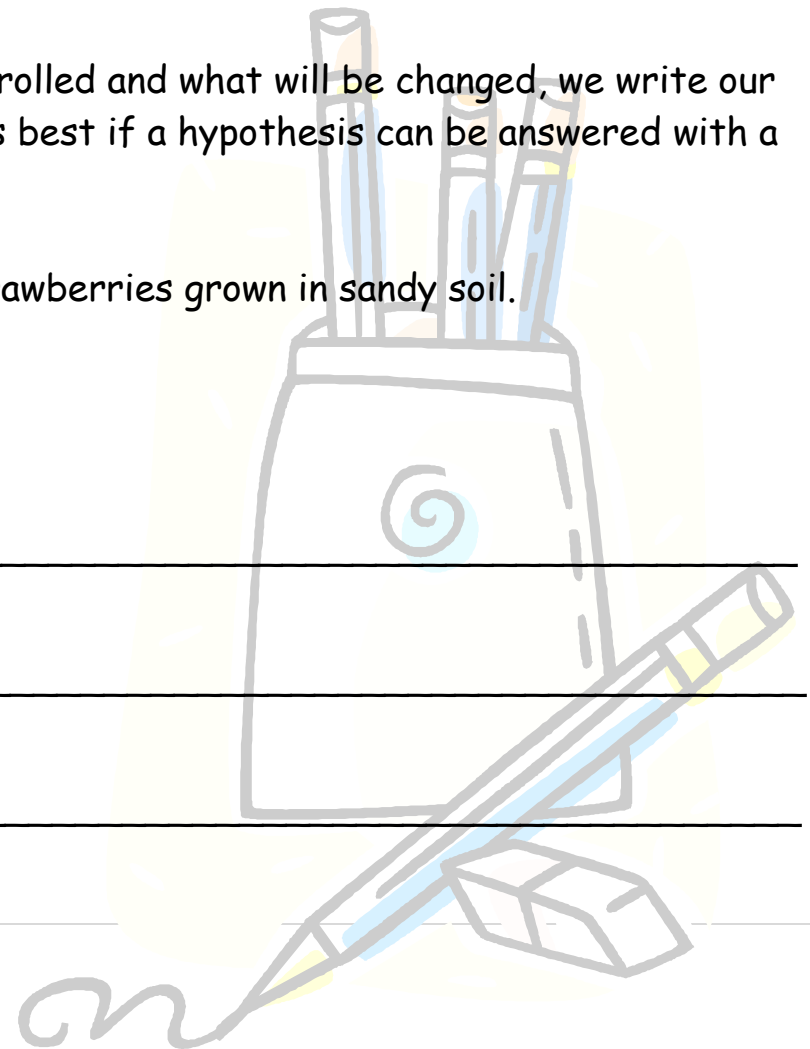 rolled and what will be changed, we write our
s best if a hypothesis can be answered with a
awberries grown in sandy soil.